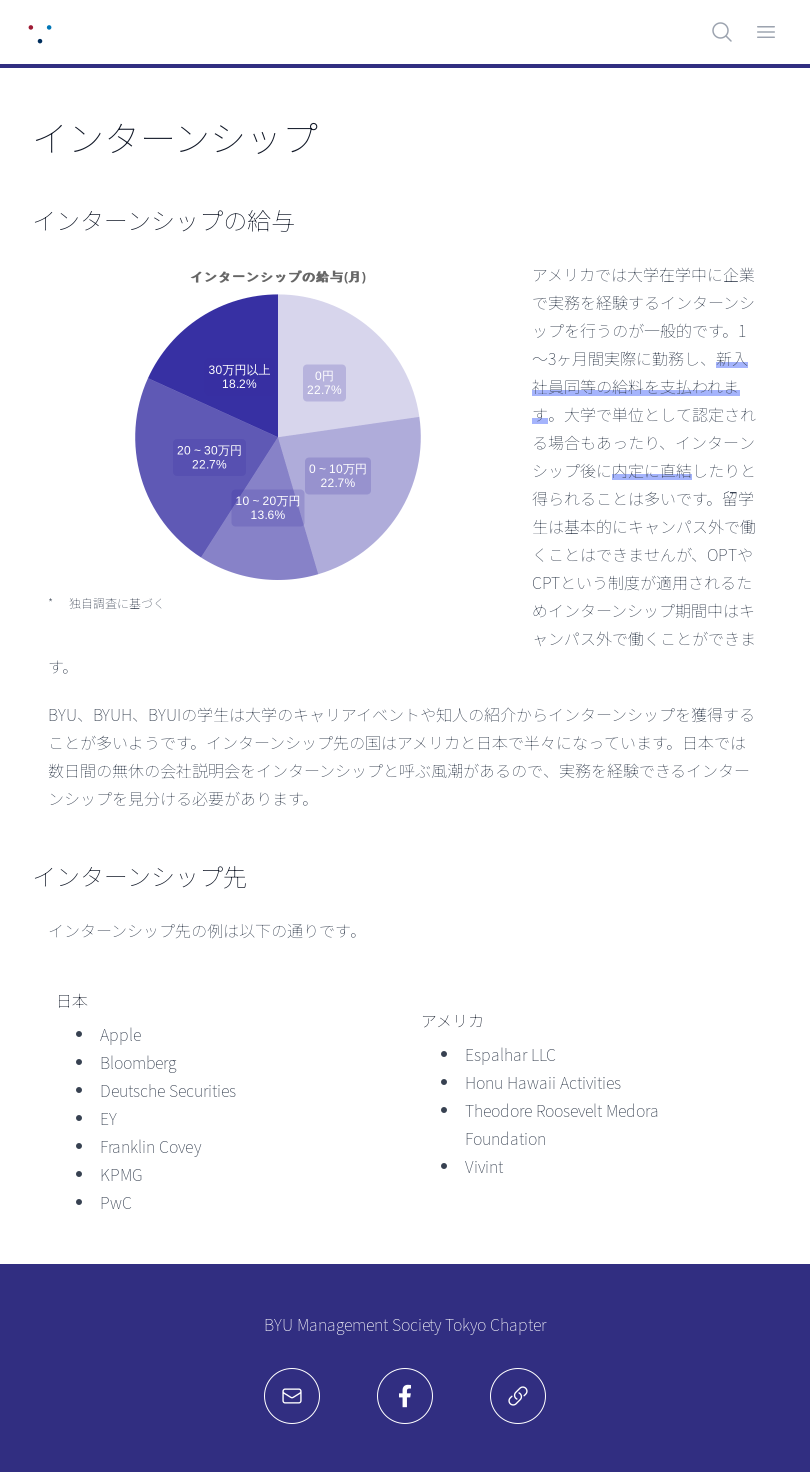 インターンシップ
インターンシップの給与
インターンシップの給与(月)
30万円以上
18.2%
0円
22.7%
20 ~ 30万円
22.7%
0 ~ 10万円
22.7%
10 ~ 20万円
13.6%
* 独自調査に基づく
アメリカでは大学在学中に企業
で実務を経験するインターンシ
ップを行うのが一般的です。1
〜3ヶ月間実際に勤務し、新入
社員同等の給料を支払われま
す。大学で単位として認定され
る場合もあったり、インターン
シップ後に内定に直結したりと
得られることは多いです。留学
生は基本的にキャンパス外で働
くことはできませんが、OPTや
CPTという制度が適用されるた
めインターンシップ期間中はキ
ャンパス外で働くことができま
す。
BYU、BYUH、BYUIの学生は大学のキャリアイベントや知人の紹介からインターンシップを獲得する
ことが多いようです。インターンシップ先の国はアメリカと日本で半々になっています。日本では
数日間の無休の会社説明会をインターンシップと呼ぶ風潮があるので、実務を経験できるインター
ンシップを見分ける必要があります。
インターンシップ先
インターンシップ先の例は以下の通りです。
日本
Apple
Bloomberg
Deutsche Securities
EY
Franklin Covey
KPMG
PwC
アメリカ
Espalhar LLC
Honu Hawaii Activities
Theodore Roosevelt Medora
Foundation
Vivint
BYU Management Society Tokyo Chapter